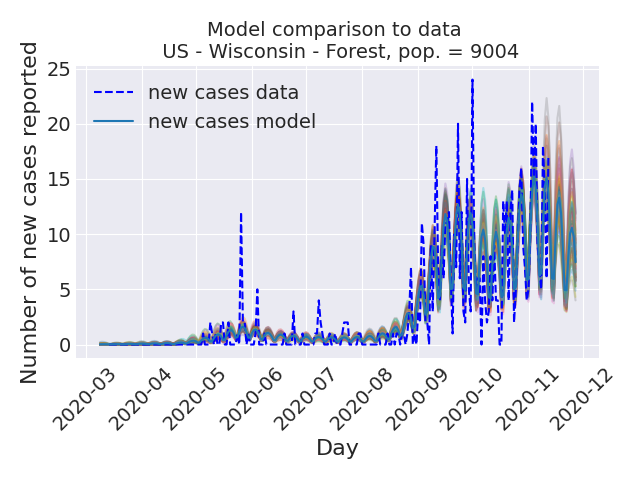 Model comparison to data
US - Wisconsin - Forest, pop. = 9004
Number of new cases reported
25
20
15
10
5
0
new cases data
new cases model
2020-03
2020-04
2020-05
2020-06
2020-07
2020-08
2020-09
2020-10
2020-11
2020-12
Day